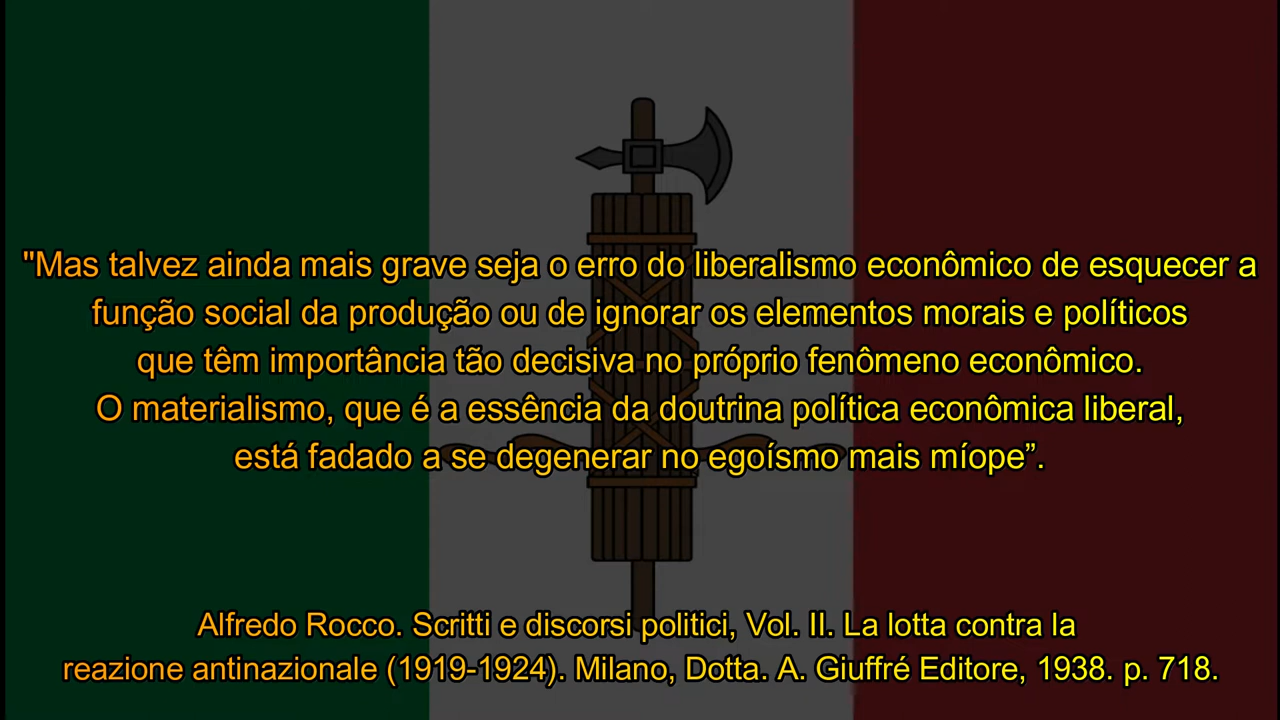 "Mas talvez ainda mais grave seja o erro do liberalismo econômico de esquecer a
função social da produção ou de ignorar os elementos morais e políticos
que têm importância tão decisiva no próprio fenômeno econômico.
O materialismo, que é a essência da doutrina política econômica liberal,
está fadado a se degenerar no egoísmo mais míope”.
Alfredo Rocco. Scritti e discorsi politici, Vol. II. La lotta contra la
reazione antinazionale (1919-1924). Milano, Dotta. A. Giuffré Editore, 1938. p. 718.